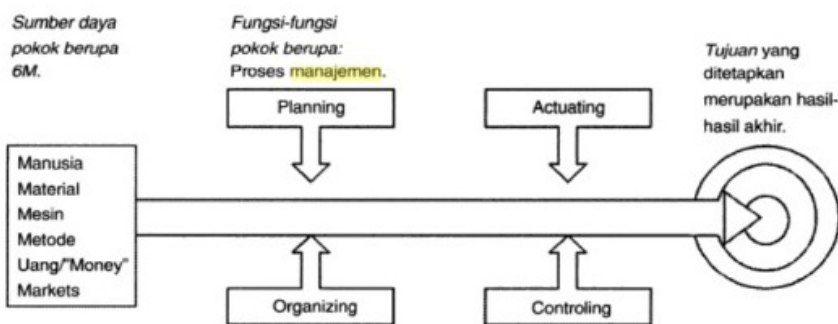 Sumber daya
pokok berupa
6M.
Fungsi-fungsi
pokok berupa:
Proses manajemen.
Tujuan yang
ditetapkan
merupakan hasil-
hasil akhir.
Planning
Actuating
Manusia
Material
Mesin
Metode
Uang/"Money"
Markets
Organizing
Controling